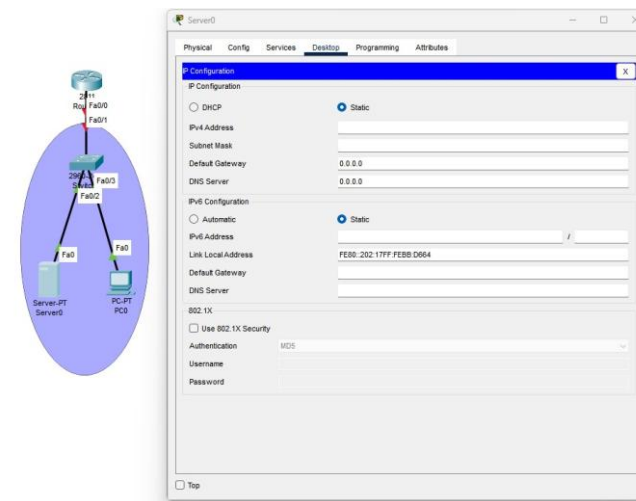 Server0
Physical Config Services Desktop Programming Attributes
IP Configuration X
IP Configuration
DHCP Static
IPv4 Address
Subnet Mask
Default Gateway 0.0.0.0
DNS Server 0.0.0.0
IPv6 Configuration
Automatic Static
IPv6 Address /
Link Local Address FE80::202:17FF:FEBB:D664
Default Gateway
DNS Server
802.1X
Use 802.1X Security
Authentication MD5
Username
Password
Top
Fa0/0
Fa0/1
Fa0/3
Fa0/2
Fa0
Fa0
Server-PT
Server0
PC-PT
PC0